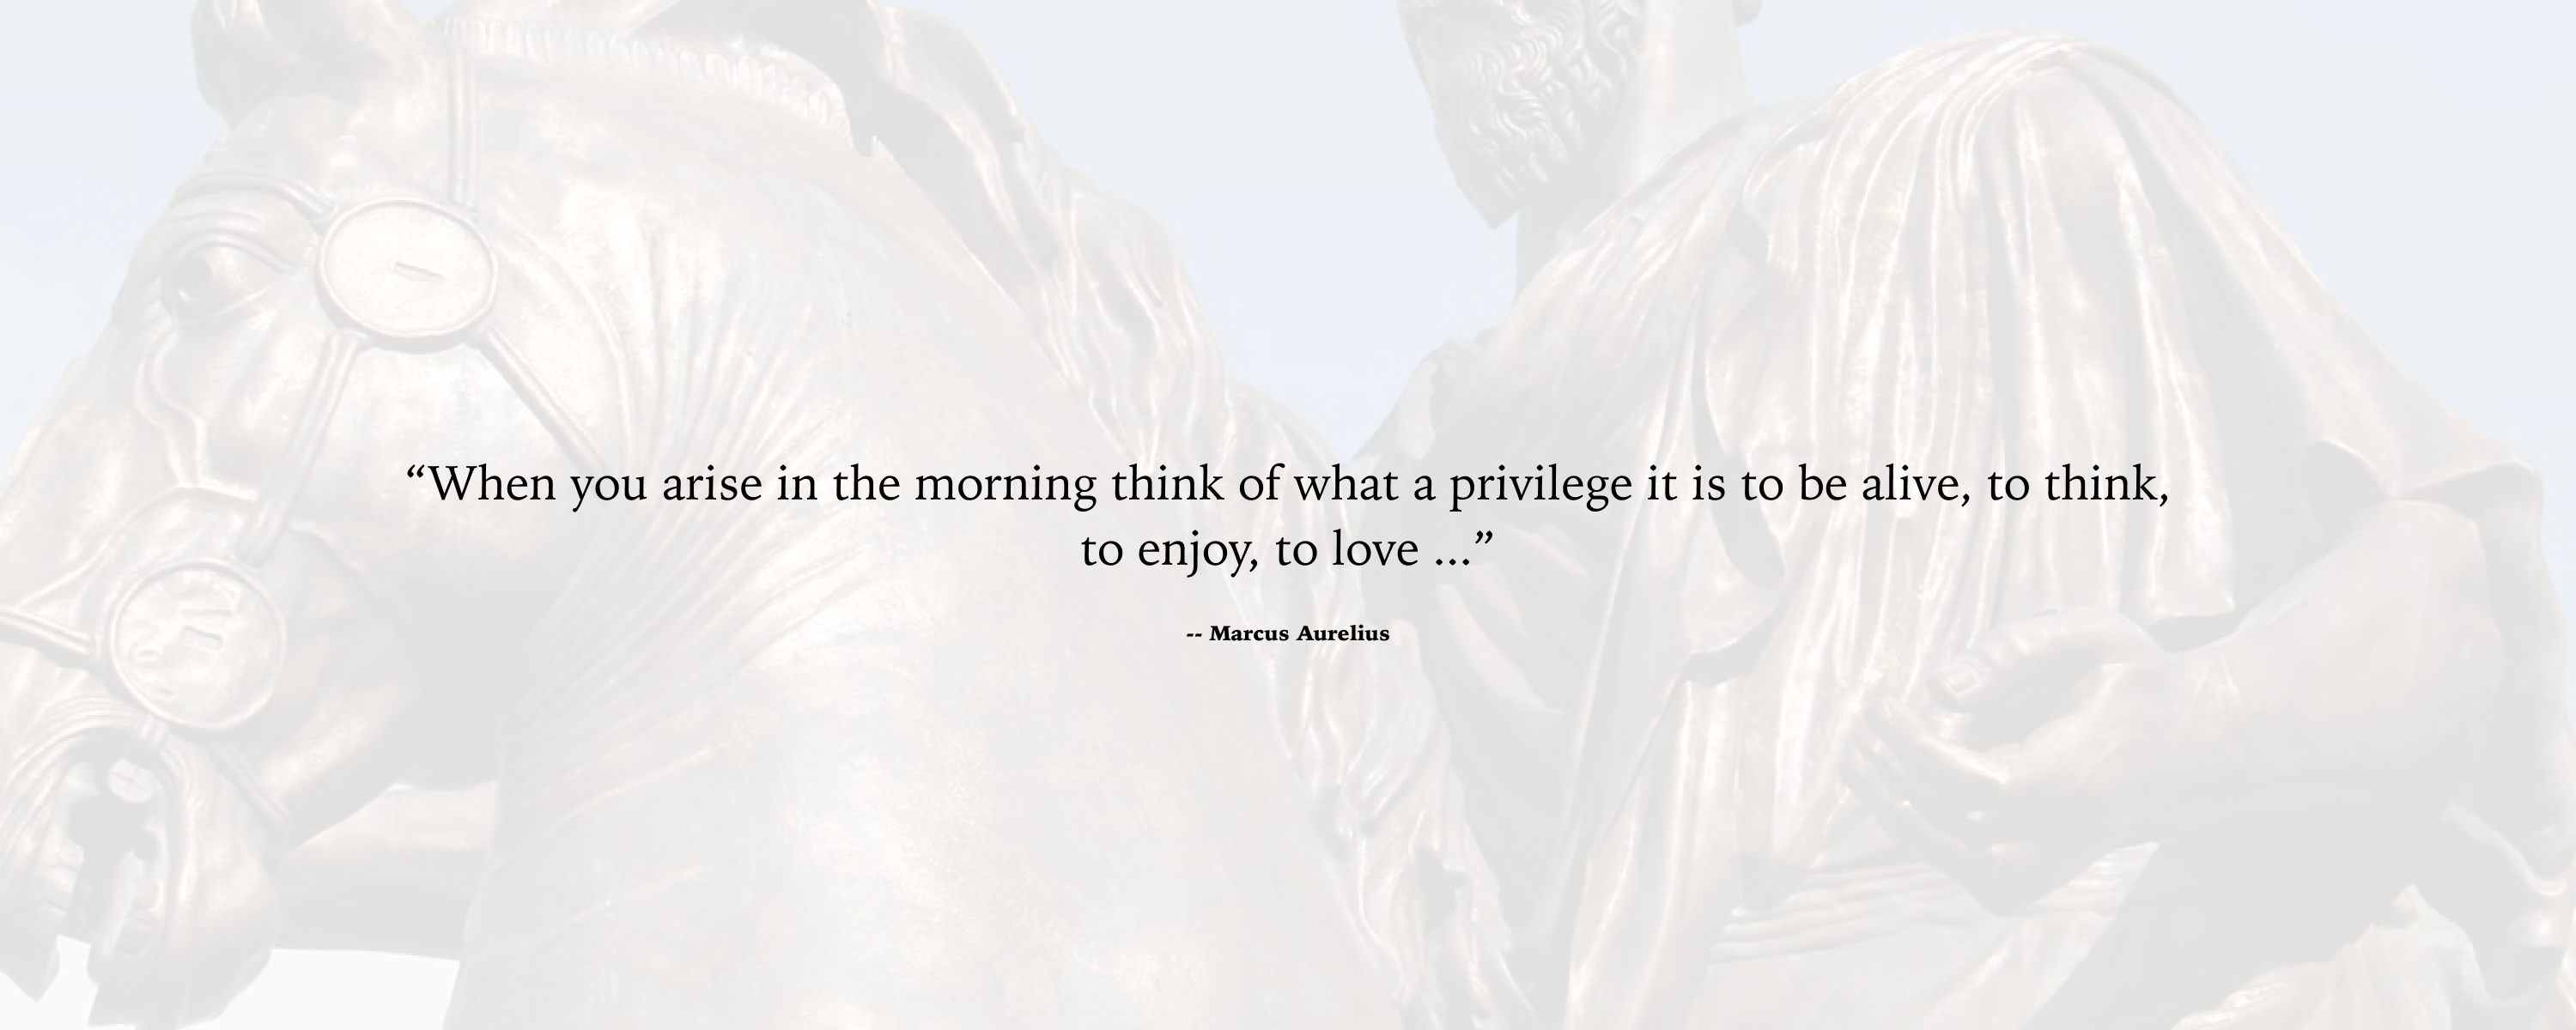 “When you arise in the morning think of what a privilege it is to be alive, to think,
to enjoy, to love ...”
-- Marcus Aurelius